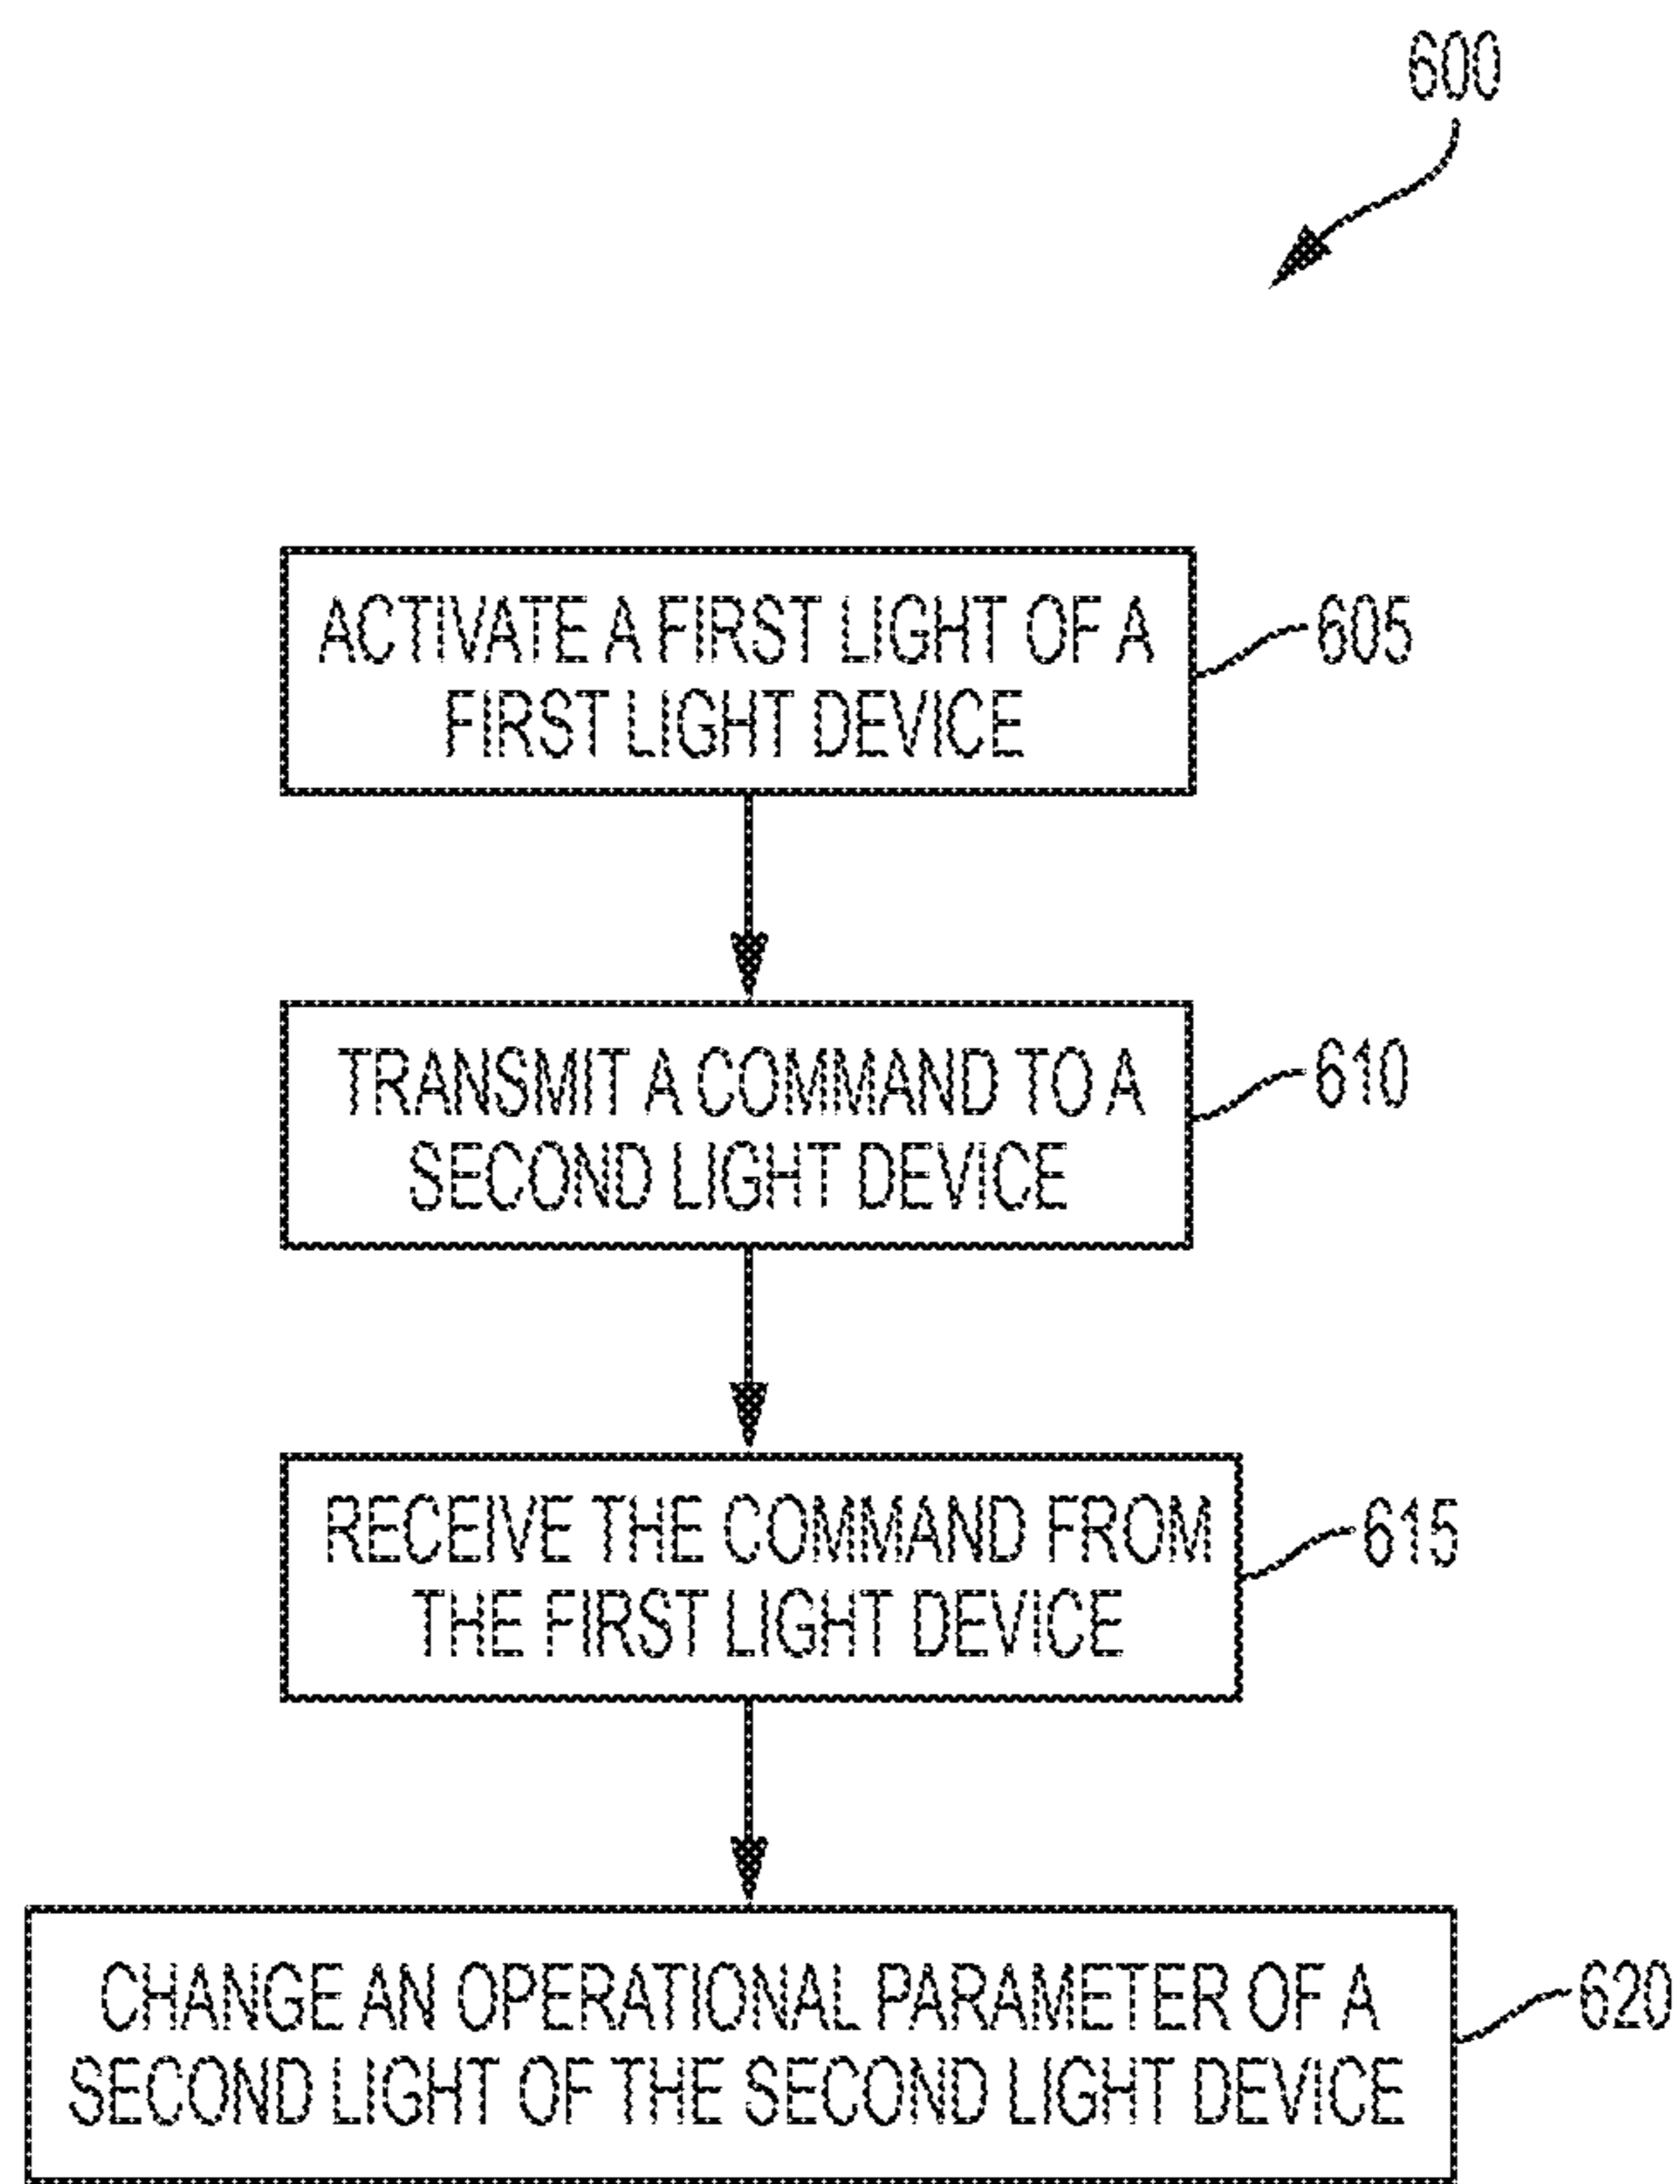 600
ACTIVATE A FIRST LIGHT OF A
FIRST LIGHT DEVICE
605
TRANSMIT A COMMAND TO A
SECOND LIGHT DEVICE
610
RECEIVE THE COMMAND FROM
THE FIRST LIGHT DEVICE
615
CHANGE AN OPERATIONAL PARAMETER OF A
SECOND LIGHT OF THE SECOND LIGHT DEVICE
620